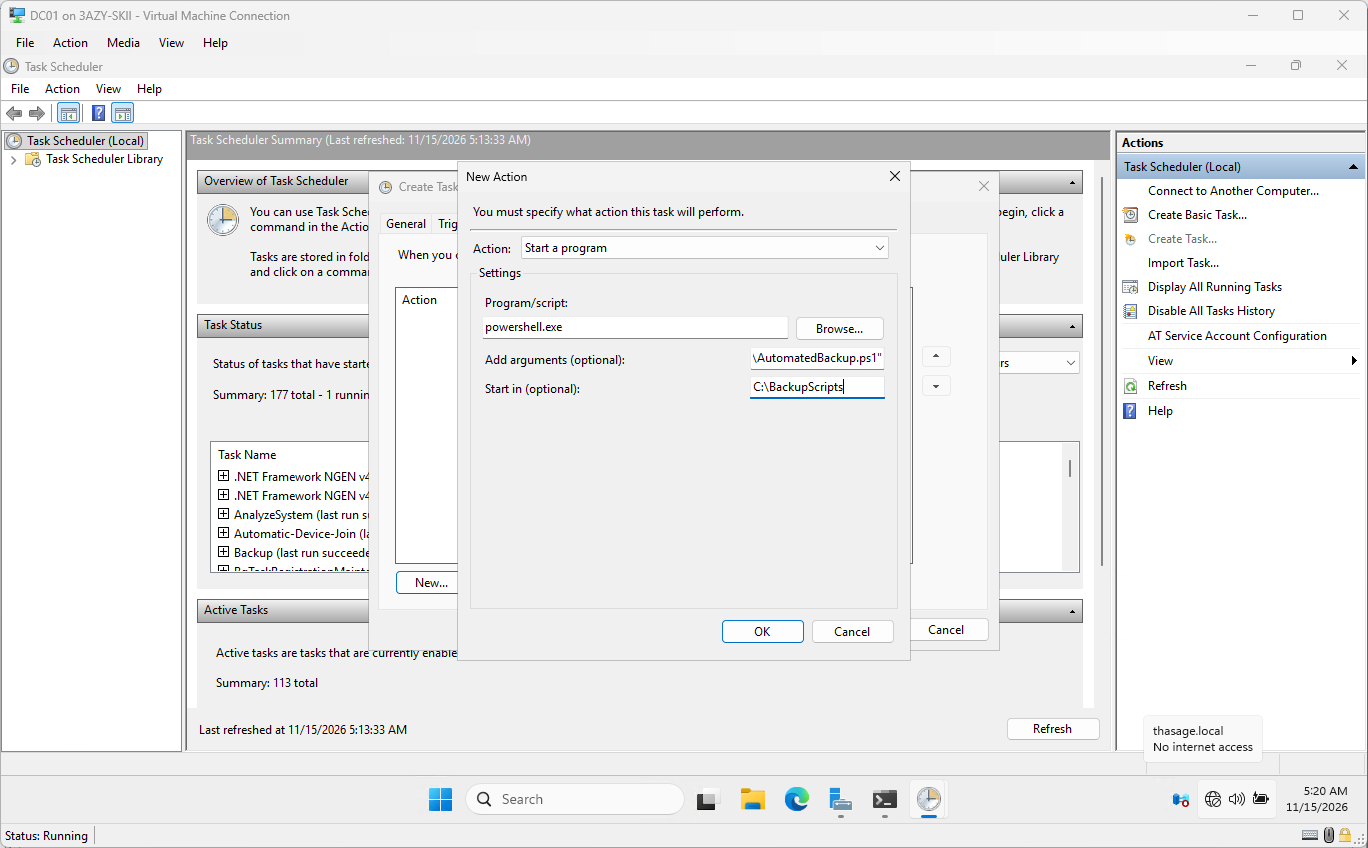 DC01 on 3AZY-SKII - Virtual Machine Connection
File Action Media View Help
Task Scheduler
File Action View Help
Task Scheduler (Local)
Task Scheduler Library
Task Scheduler Summary (Last refreshed: 11/15/2026 5:13:33 AM)
Overview of Task Scheduler
You can use Task Sche
command in the Actio
Tasks are stored in fold
and click on a comma
egin, click a
uler Library
Task Status
Status of tasks that have starte
rs
Summary: 177 total - 1 runnin
Task Name
.NET Framework NGEN v4
.NET Framework NGEN v4
AnalyzeSystem (last run s
Automatic-Device-Join (la
Backup (last run succeede
Active Tasks
Active tasks are tasks that are currently enable
Summary: 113 total
Last refreshed at 11/15/2026 5:13:33 AM
Refresh
Create Task
General Trig
When you c
Action
New...
Cancel
New Action
You must specify what action this task will perform.
Action: Start a program
Settings
Program/script:
powershell.exe
Browse...
Add arguments (optional): \AutomatedBackup.ps1"
Start in (optional): C:\BackupScripts
OK Cancel
Actions
Task Scheduler (Local)
Connect to Another Computer...
Create Basic Task...
Create Task...
Import Task...
Display All Running Tasks
Disable All Tasks History
AT Service Account Configuration
View
Refresh
Help
thasage.local
No internet access
Search
5:20 AM
11/15/2026
Status: Running